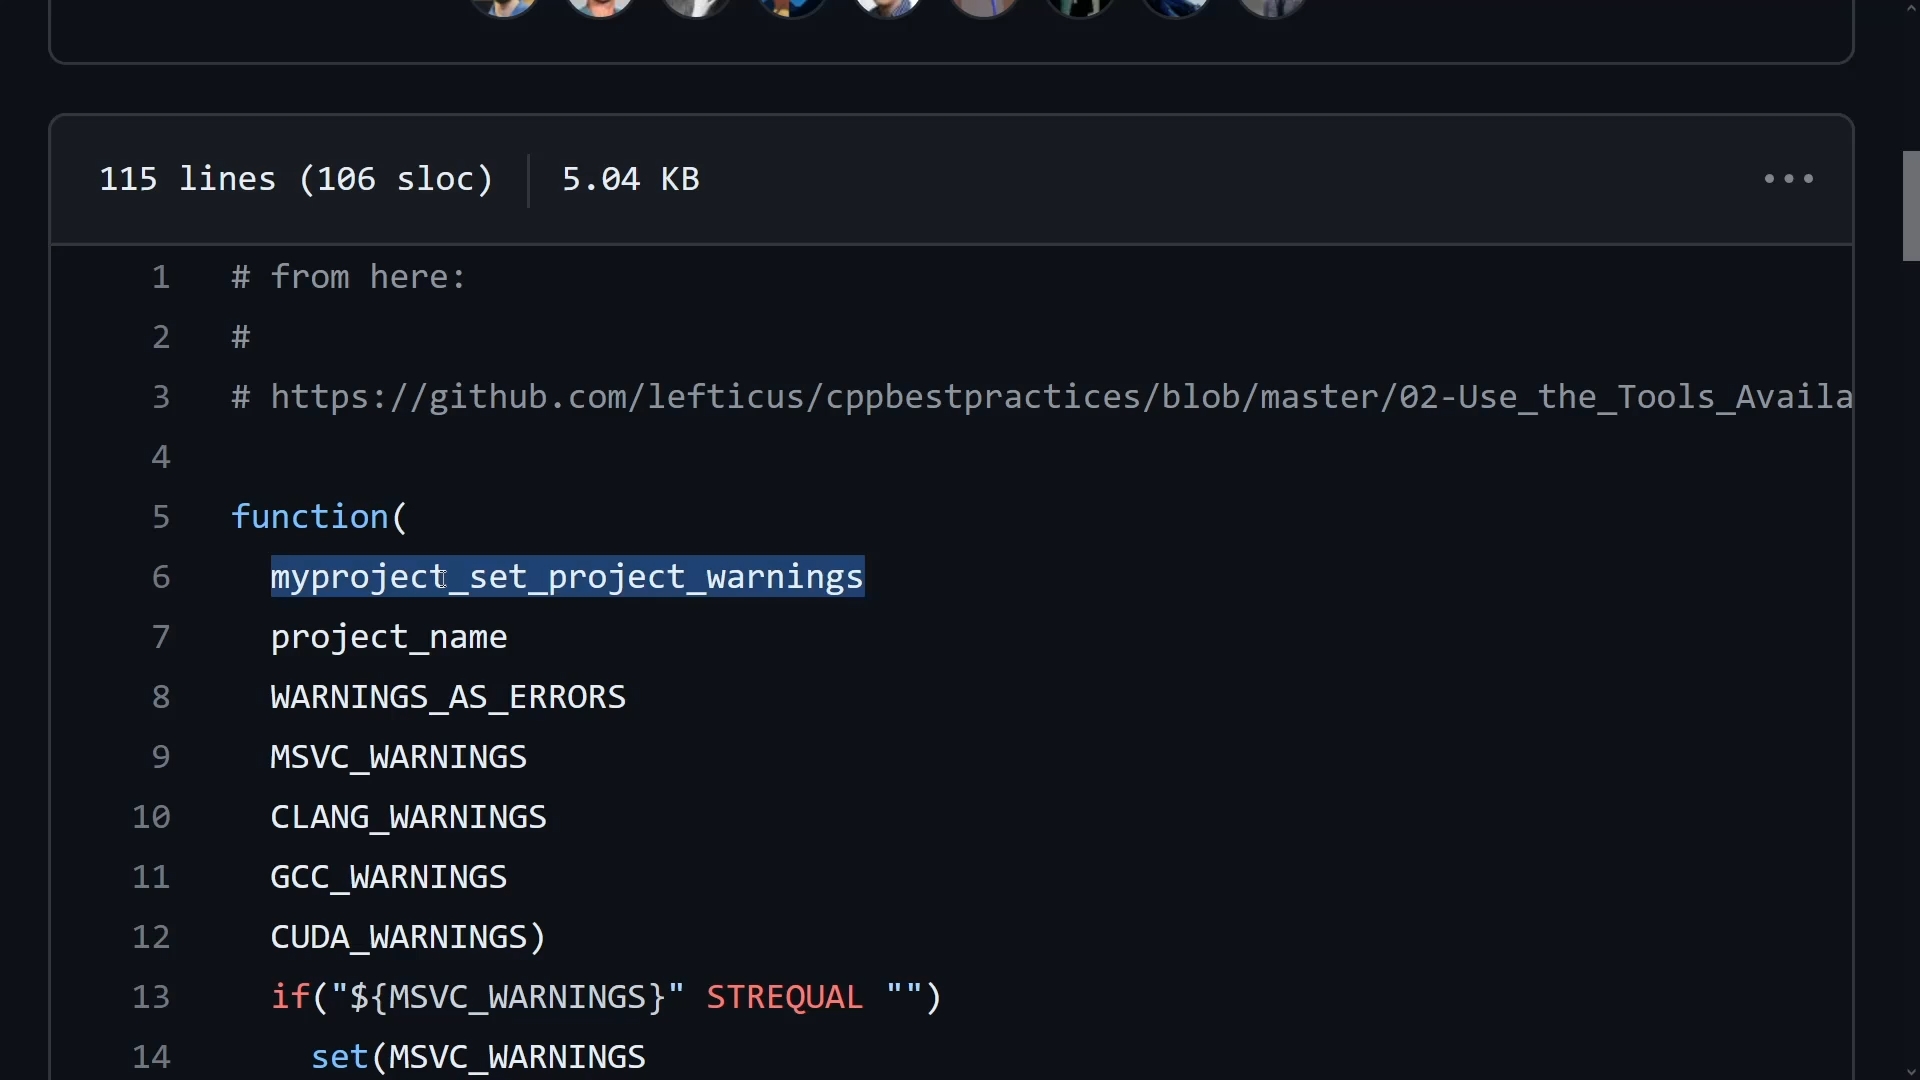 115 lines (106 sloc) 5.04 KB
1 # from here:
2 #
3 # https://github.com/lefticus/cppbestpractices/blob/master/02-Use_the_Tools_Availa
4
5 function(
6 myproject_set_project_warnings
7 project_name
8 WARNINGS_AS_ERRORS
9 MSVC_WARNINGS
10 CLANG_WARNINGS
11 GCC_WARNINGS
12 CUDA_WARNINGS)
13 if("${MSVC_WARNINGS}" STREQUAL "")
14 set(MSVC_WARNINGS